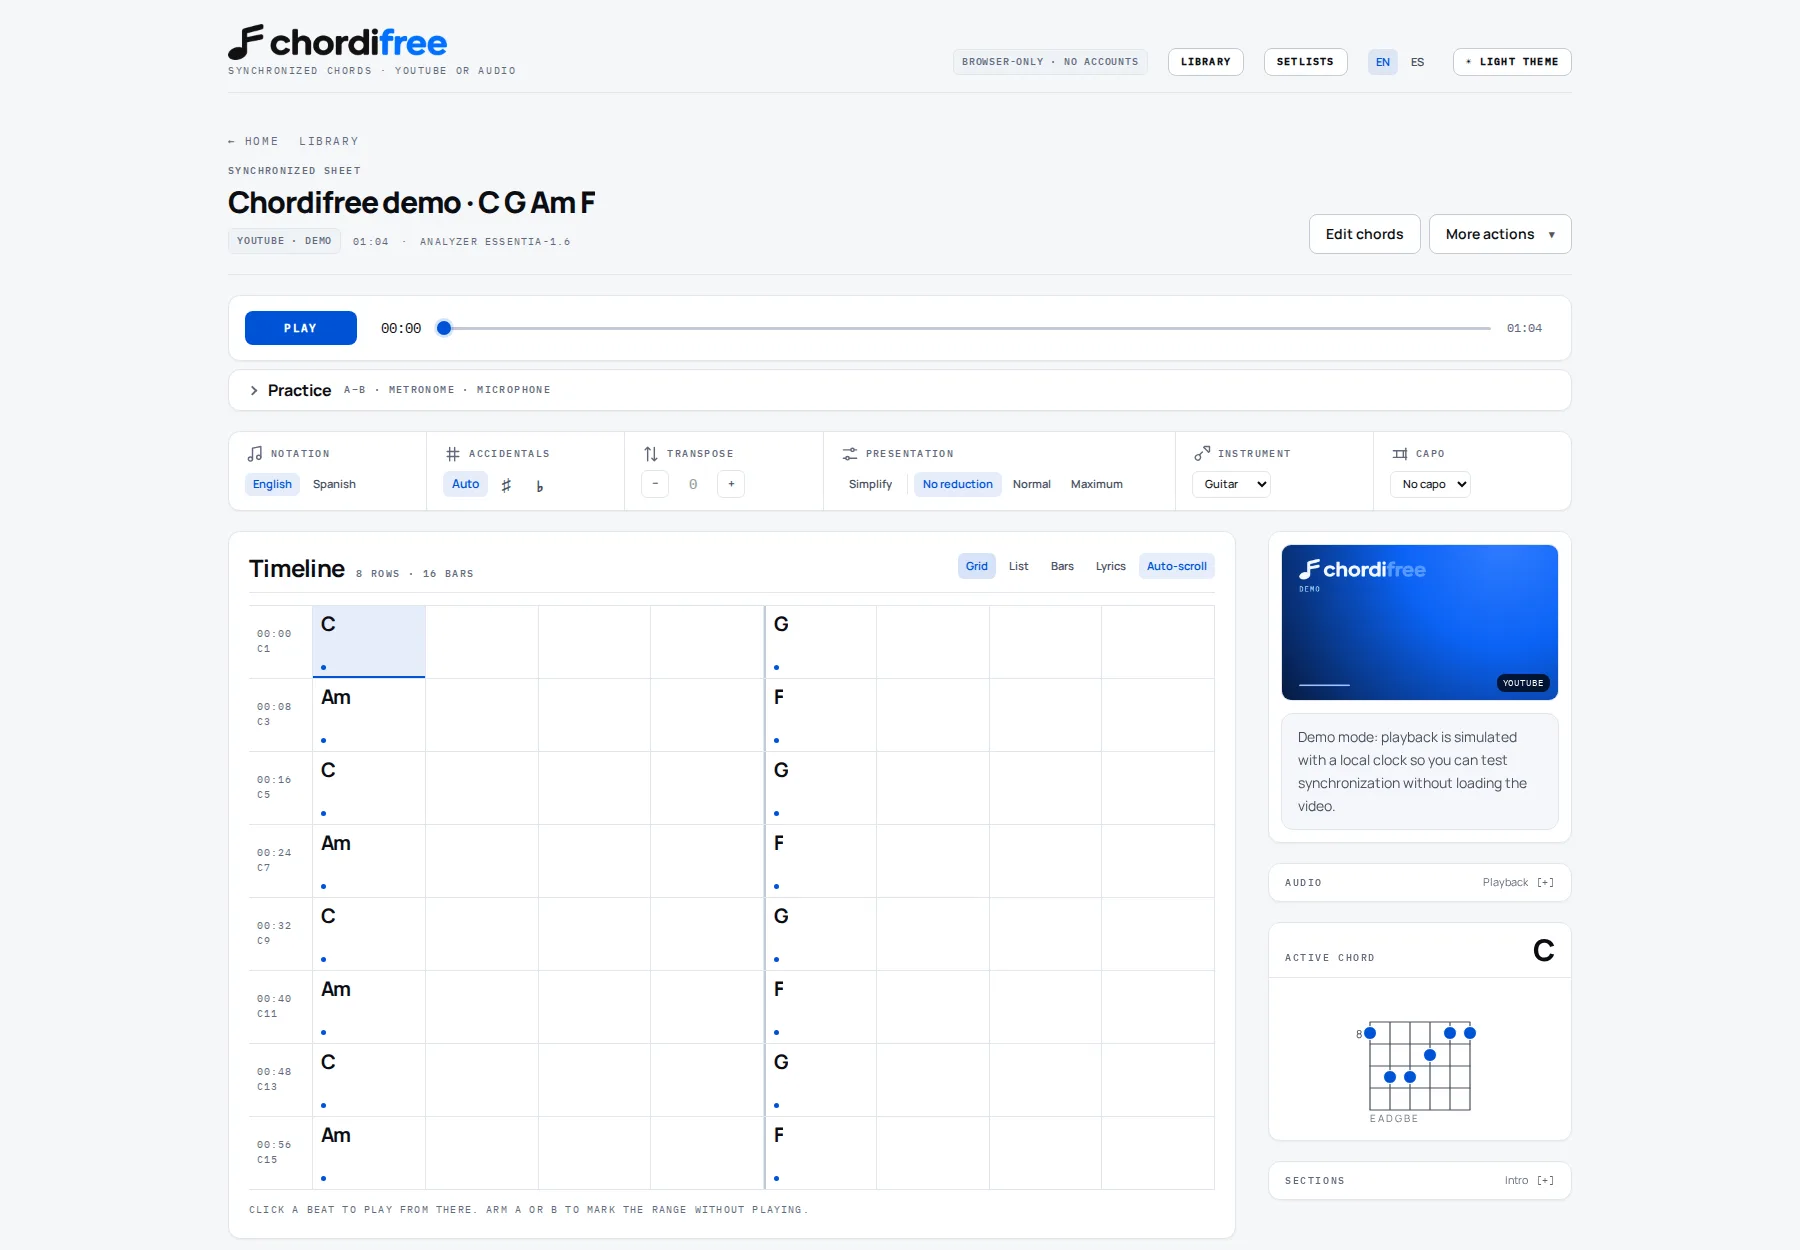 chordifree
SYNCHRONIZED CHORDS · YOUTUBE OR AUDIO
BROWSER-ONLY · NO ACCOUNTS
LIBRARY
SETLISTS
EN ES
☀ LIGHT THEME
← HOME LIBRARY
SYNCHRONIZED SHEET
Chordifree demo · C G Am F
YOUTUBE · DEMO 01:04 · ANALYZER ESSENTIA-1.6
Edit chords
More actions ▾
PLAY 00:00 01:04
Practice A–B · METRONOME · MICROPHONE
NOTATION
English Spanish
ACCIDENTALS
Auto ♯ ♭
TRANSPOSE
− 0 +
PRESENTATION
Simplify No reduction Normal Maximum
INSTRUMENT
Guitar
CAPO
No capo
Timeline 8 ROWS · 16 BARS
Grid List Bars Lyrics Auto-scroll
00:00 C G
C1
00:08 Am F
C3
00:16 C G
C5
00:24 Am F
C7
00:32 C G
C9
00:40 Am F
C11
00:48 C G
C13
00:56 Am F
C15
CLICK A BEAT TO PLAY FROM THERE. ARM A OR B TO MARK THE RANGE WITHOUT PLAYING.
chordifree
DEMO
YOUTUBE
Demo mode: playback is simulated
with a local clock so you can test
synchronization without loading the
video.
AUDIO Playback [+]
ACTIVE CHORD C
8
EADGBE
SECTIONS Intro [+]